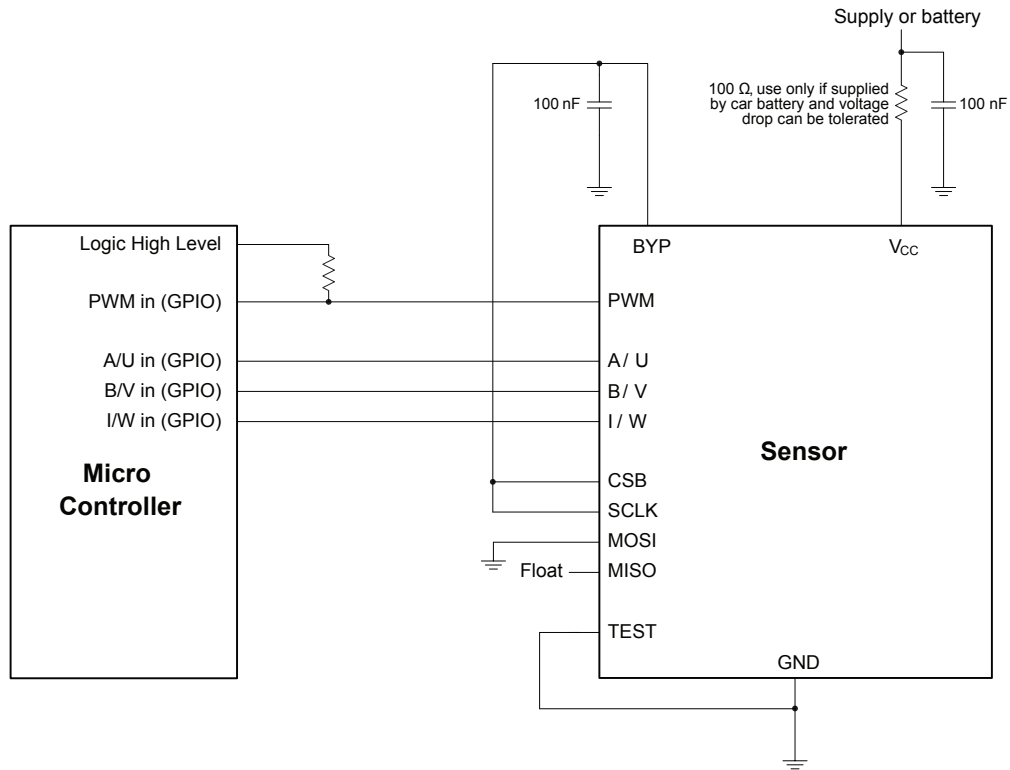 Supply or battery
100 Ω, use only if supplied
by car battery and voltage
drop can be tolerated
100 nF
100 nF
BYP
VCC
Logic High Level
PWM in (GPIO)
PWM
A/U in (GPIO)
A / U
B/V in (GPIO)
B / V
I/W in (GPIO)
I / W
Micro
Controller
Sensor
CSB
SCLK
MOSI
Float
MISO
TEST
GND